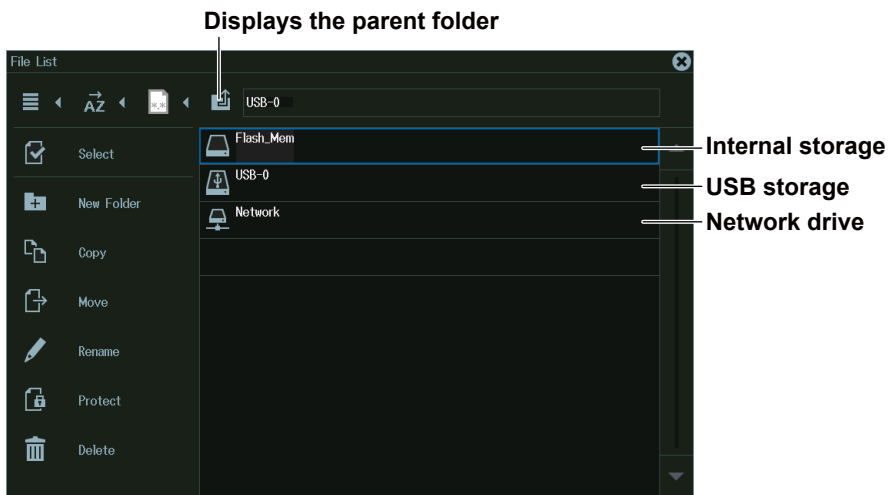 Displays the parent folder
File List
AZ
*.*
USB-0
Select
New Folder
Copy
Move
Rename
Protect
Delete
Flash_Mem
USB-0
Network
Internal storage
USB storage
Network drive